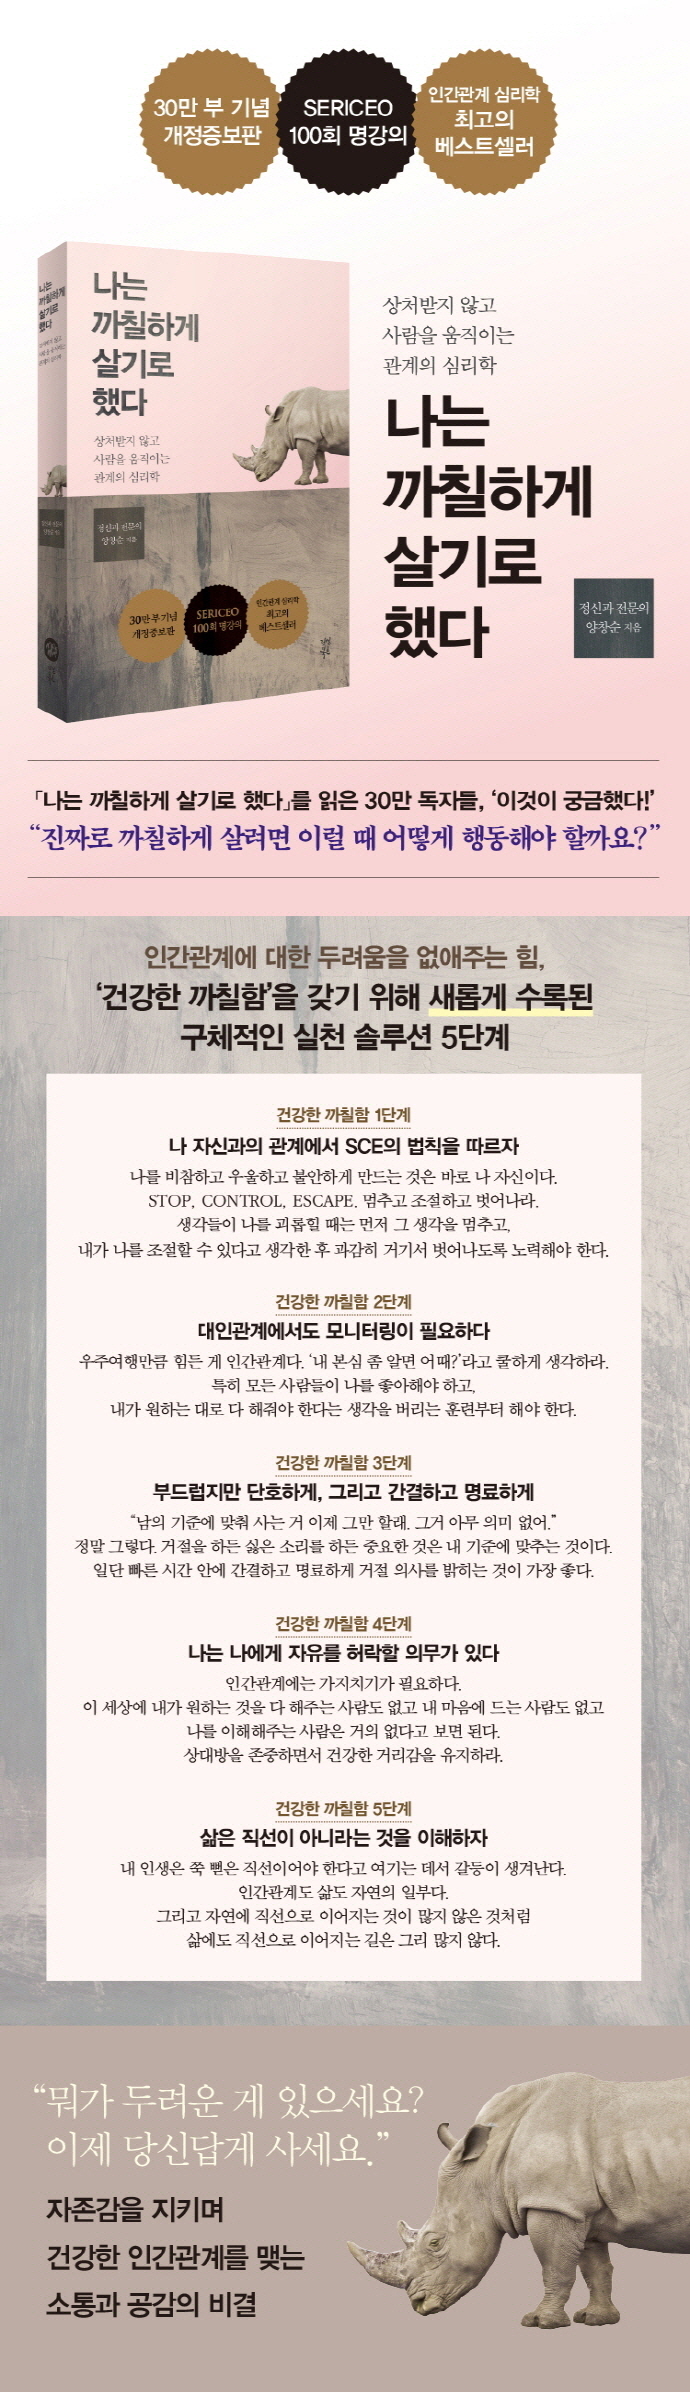 30만 부 기념
개정증보판
SERICEO
100회 명강의
인간관계 심리학
최고의
베스트셀러
나는
까칠하게
살기로
했다
나는
까칠하게
살기로
했다
상처받지 않고
사람을 움직이는
관계의 심리학
정신과 전문의
양창순 지음
30만 부 기념
개정증보판
SERICEO
100회 명강의
인간관계 심리학
최고의
베스트셀러
상처받지 않고
사람을 움직이는
관계의 심리학
나는
까칠하게
살기로
했다
정신과 전문의
양창순 지음
「나는 까칠하게 살기로 했다」를 읽은 30만 독자들, ‘이것이 궁금했다!’
“진짜로 까칠하게 살려면 이럴 때 어떻게 행동해야 할까요?”
인간관계에 대한 두려움을 없애주는 힘,
‘건강한 까칠함’을 갖기 위해 새롭게 수록된
구체적인 실천 솔루션 5단계
건강한 까칠함 1단계
나 자신과의 관계에서 SCE의 법칙을 따르자
나를 비참하고 우울하고 불안하게 만드는 것은 바로 나 자신이다.
STOP, CONTROL, ESCAPE. 멈추고 조절하고 벗어나라.
생각들이 나를 괴롭힐 때는 먼저 그 생각을 멈추고,
내가 나를 조절할 수 있다고 생각한 후 과감히 거기서 벗어나도록 노력해야 한다.
건강한 까칠함 2단계
대인관계에서도 모니터링이 필요하다
우주여행만큼 힘든 게 인간관계다. ‘내 본심 좀 알면 어때?’라고 쿨하게 생각하라.
특히 모든 사람들이 나를 좋아해야 하고,
내가 원하는 대로 다 해줘야 한다는 생각을 버리는 훈련부터 해야 한다.
건강한 까칠함 3단계
부드럽지만 단호하게, 그리고 간결하고 명료하게
“남의 기준에 맞춰 사는 거 이제 그만 할래. 그거 아무 의미 없어.”
정말 그렇다. 거절을 하든 싫은 소리를 하든 중요한 것은 내 기준에 맞추는 것이다.
일단 빠른 시간 안에 간결하고 명료하게 거절 의사를 밝히는 것이 가장 좋다.
건강한 까칠함 4단계
나는 나에게 자유를 허락할 의무가 있다
인간관계에는 가지치기가 필요하다.
이 세상에 내가 원하는 것을 다 해주는 사람도 없고 내 마음에 드는 사람도 없고
나를 이해해주는 사람은 거의 없다고 보면 된다.
상대방을 존중하면서 건강한 거리감을 유지하라.
건강한 까칠함 5단계
삶은 직선이 아니라는 것을 이해하자
내 인생은 쭉 뻗은 직선이어야 한다고 여기는 데서 갈등이 생겨난다.
인간관계도 삶도 자연의 일부다.
그리고 자연에 직선으로 이어지는 것이 많지 않은 것처럼
삶에도 직선으로 이어지는 길은 그리 많지 않다.
“뭐가 두려운 게 있으세요?
이제 당신답게 사세요.”
자존감을 지키며
건강한 인간관계를 맺는
소통과 공감의 비결